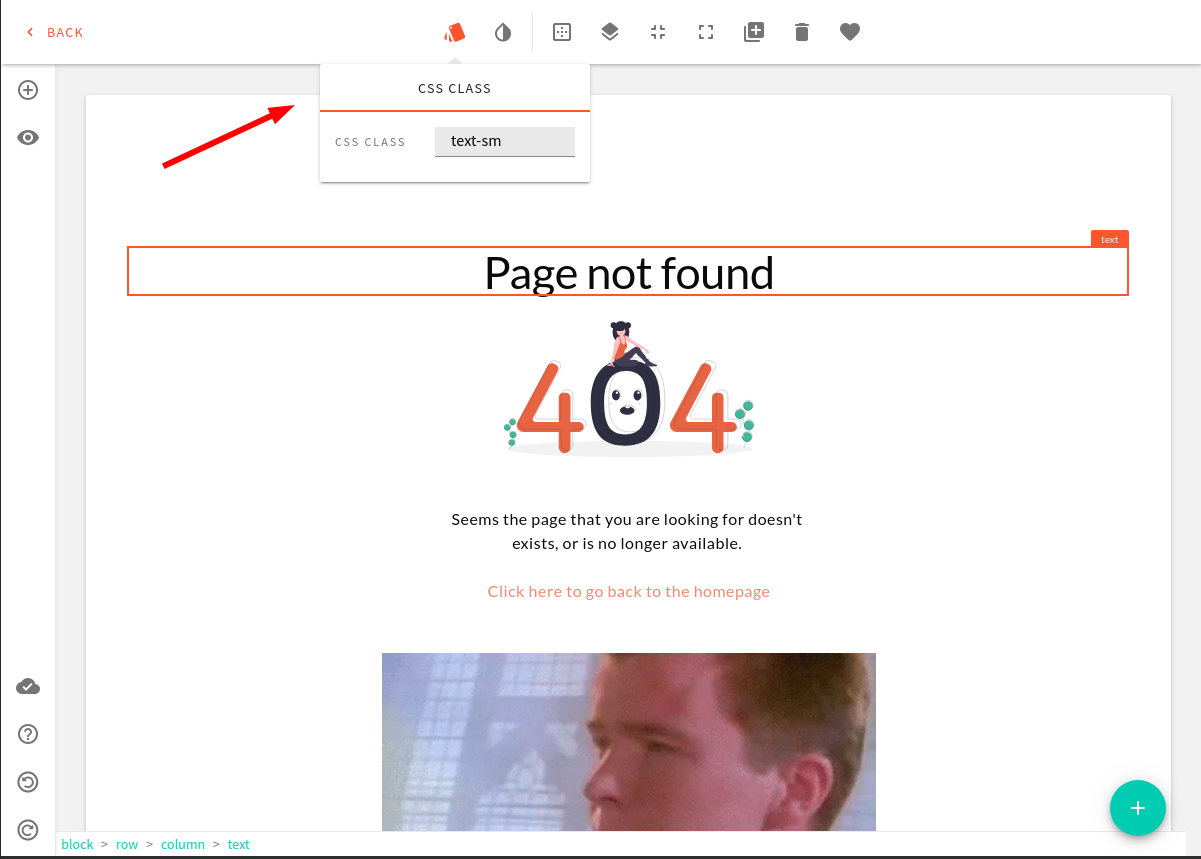 BACK
CSS CLASS
CSS CLASS text-sm
text
Page not found
404
Seems the page that you are looking for doesn't
exists, or is no longer available.
Click here to go back to the homepage
block > row > column > text